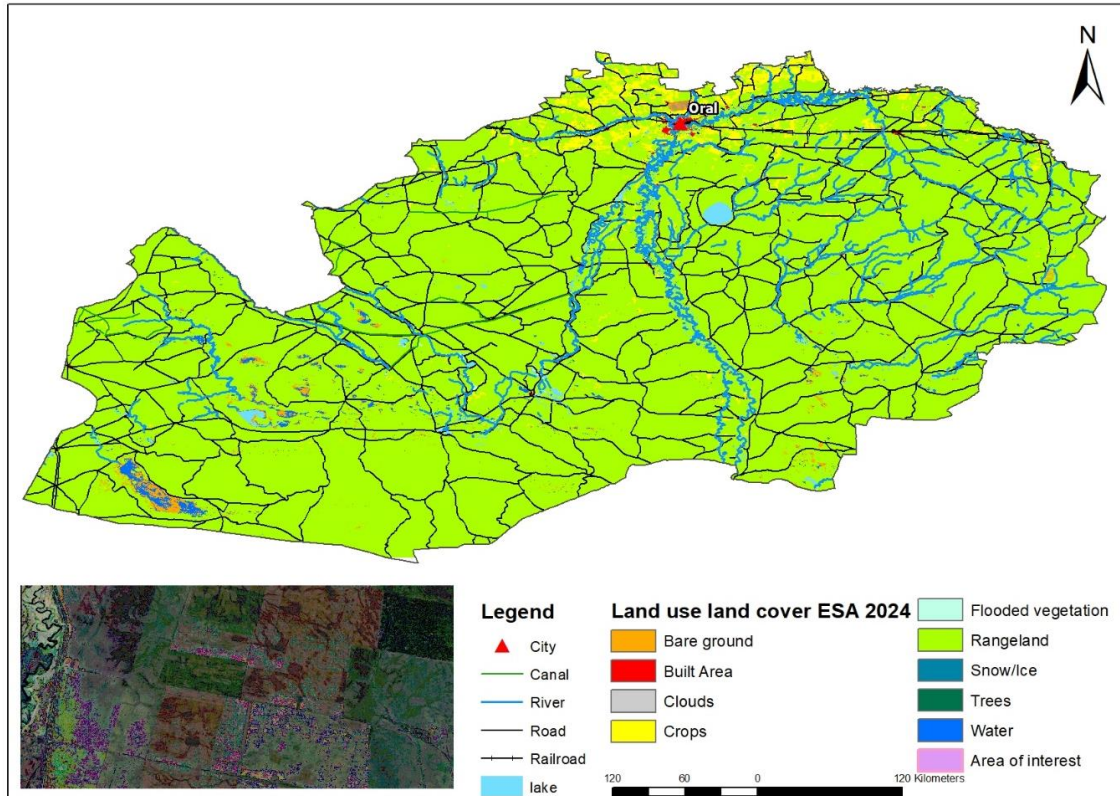 N
Oral
Legend
City
Canal
River
Road
Railroad
lake
Land use land cover ESA 2024
Bare ground
Built Area
Clouds
Crops
Flooded vegetation
Rangeland
Snow/Ice
Trees
Water
Area of interest
120 60 0 120 Kilometers